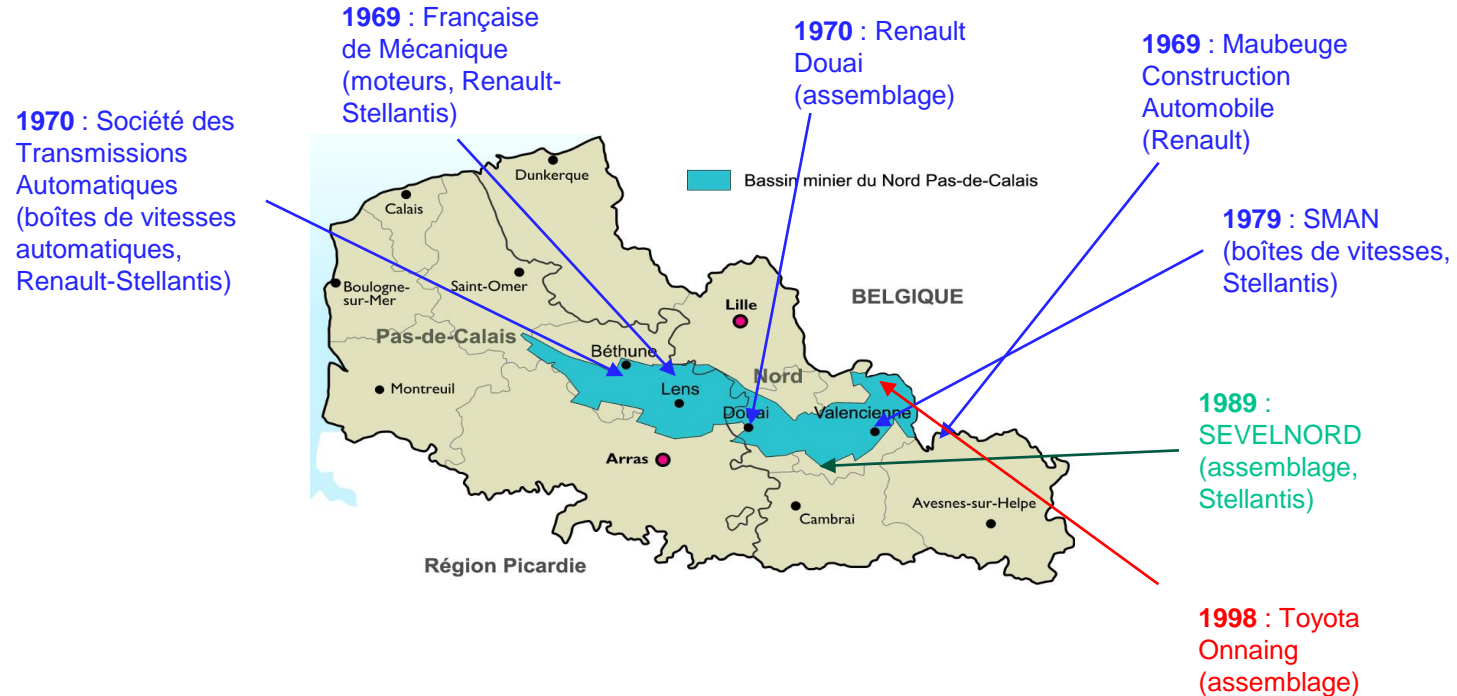 1969 : Française
de Mécanique
(moteurs, Renault-
Stellantis)
1970 : Renault
Douai
(assemblage)
1969 : Maubeuge
Construction
Automobile
(Renault)
1970 : Société des
Transmissions
Automatiques
(boîtes de vitesses
automatiques,
Renault-Stellantis)
Dunkerque
Bassin minier du Nord Pas-de-Calais
Calais
1979 : SMAN
(boîtes de vitesses,
Stellantis)
Boulogne-
sur-Mer
Saint-Omer
Lille
BELGIQUE
Pas-de-Calais
Béthune
Nord
Montreuil
Lens
Douai
Valencienne
1989 :
SEVELNORD
(assemblage,
Stellantis)
Arras
Cambrai
Avesnes-sur-Helpe
Région Picardie
1998 : Toyota
Onnaing
(assemblage)